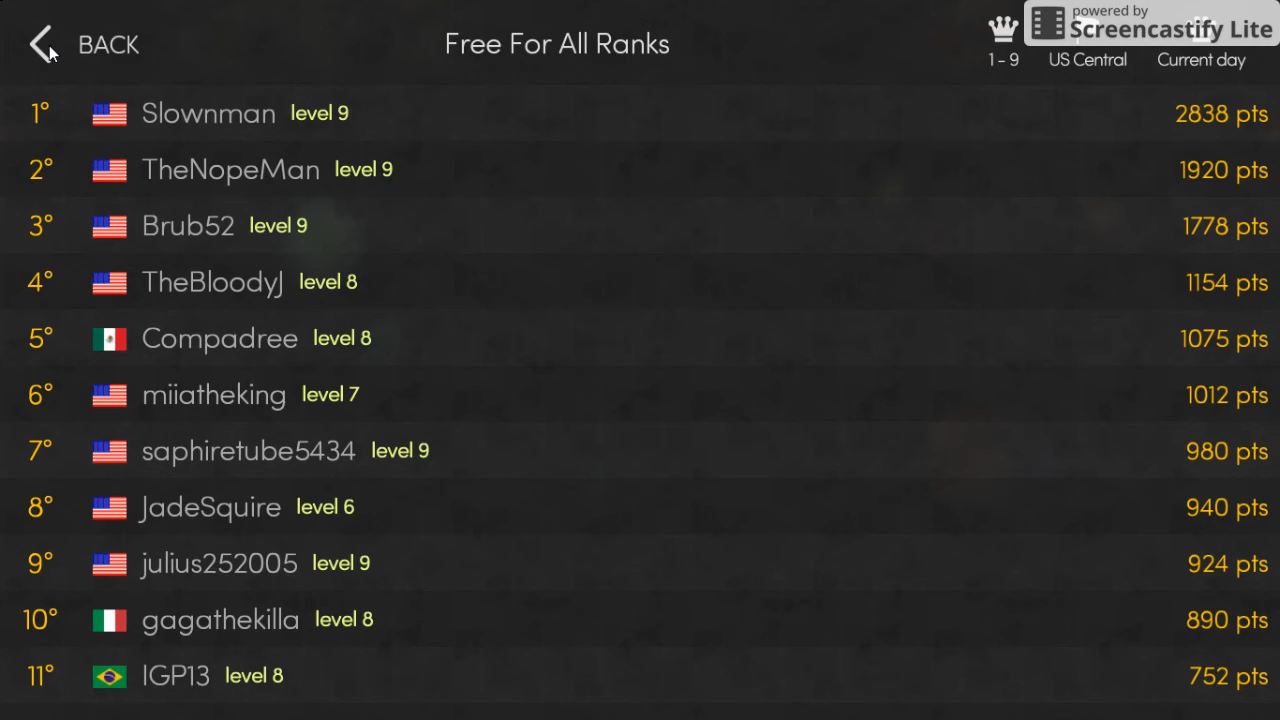 BACK
Free For All Ranks
powered by
Screencastify Lite
1 - 9
US Central
Current day
1° Slownman level 9 2838 pts
2° TheNopeMan level 9 1920 pts
3° Brub52 level 9 1778 pts
4° TheBloodyJ level 8 1154 pts
5° Compadree level 8 1075 pts
6° miiatheking level 7 1012 pts
7° saphiretube5434 level 9 980 pts
8° JadeSquire level 6 940 pts
9° julius252005 level 9 924 pts
10° gagathekilla level 8 890 pts
11° IGP13 level 8 752 pts